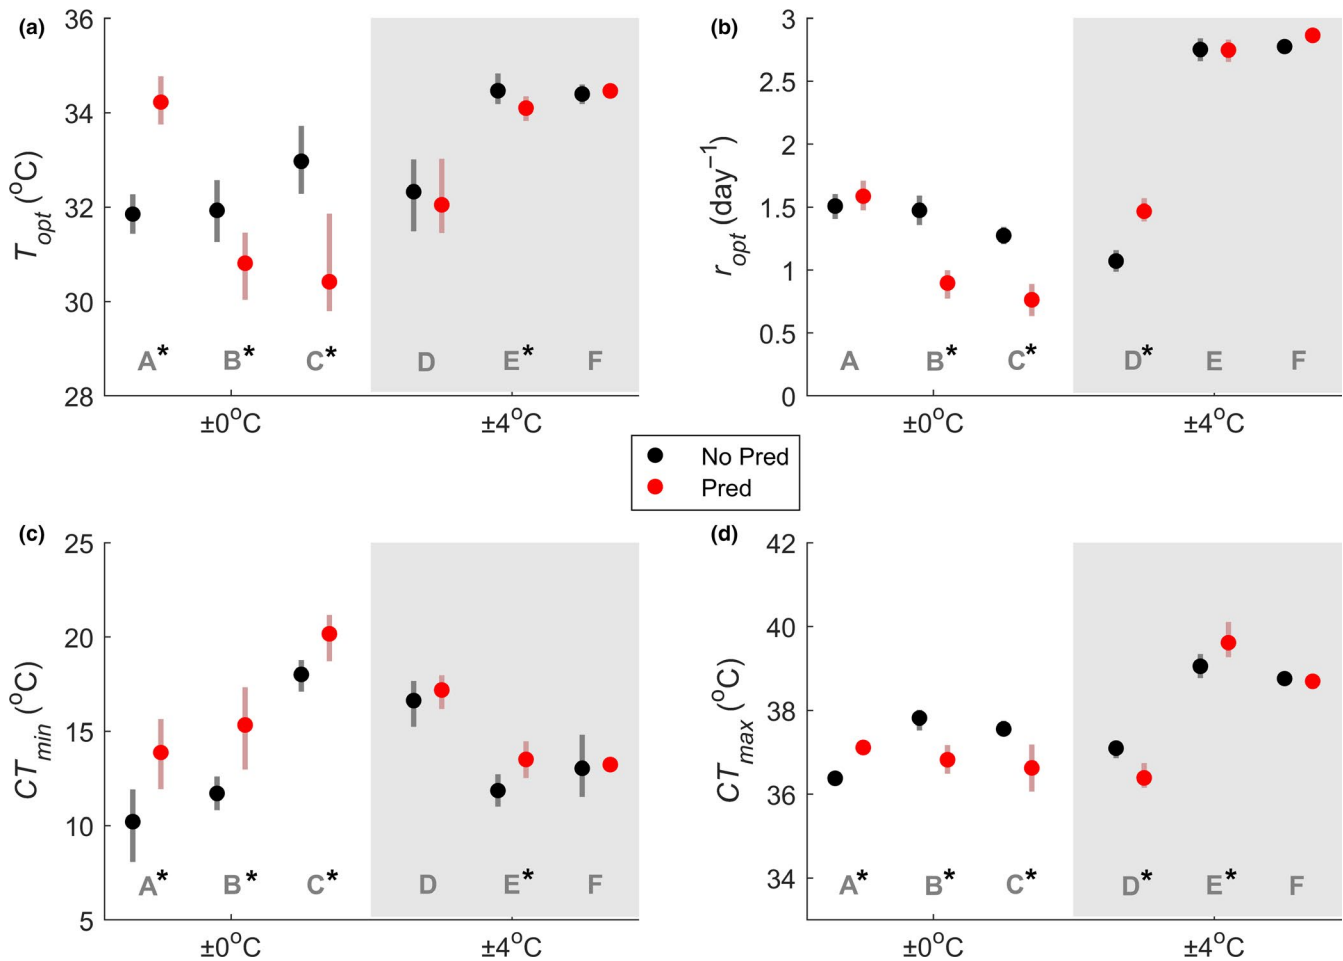 (a)
36
34
32
30
28
T_opt (°C)
A* B* C* D E* F
±0°C ±4°C
(b)
3
2.5
2
1.5
1
0.5
0
r_opt (day⁻¹)
A B* C* D* E F
±0°C ±4°C
No Pred
Pred
(c)
25
20
15
10
5
CT_min (°C)
A* B* C* D E* F
±0°C ±4°C
(d)
42
40
38
36
34
CT_max (°C)
A* B* C* D* E* F
±0°C ±4°C